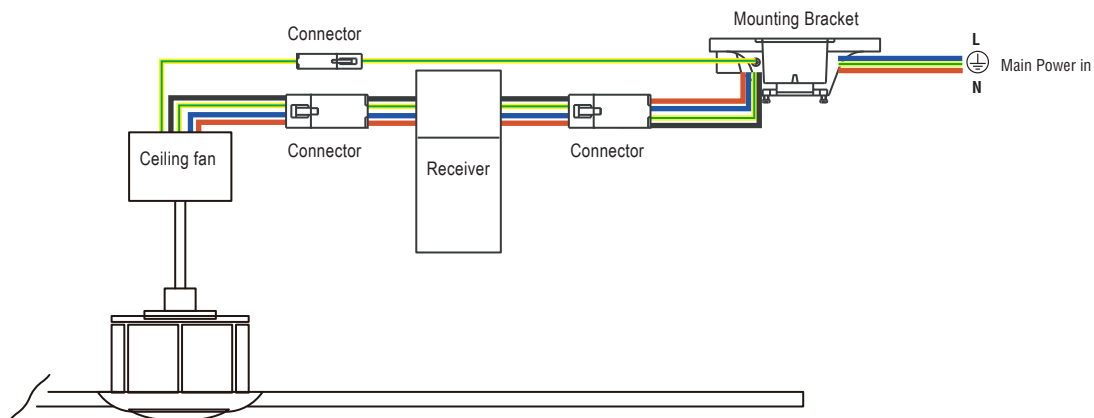 Mounting Bracket
Connector
L
Main Power in
N
Ceiling fan
Connector
Receiver
Connector